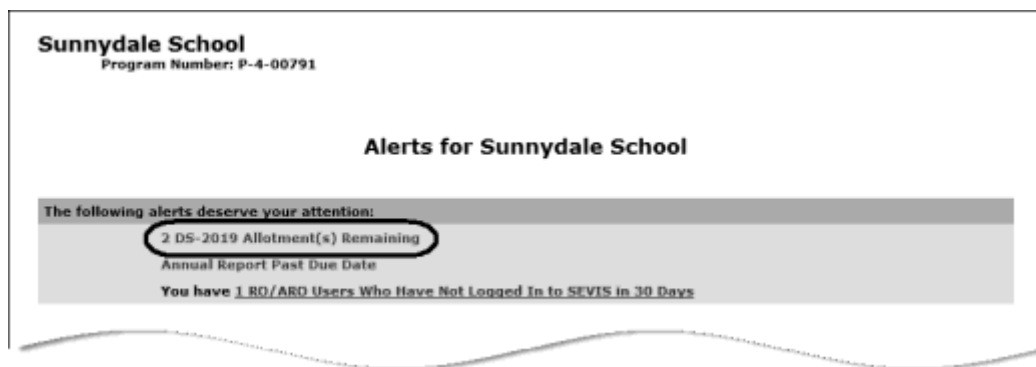 Sunnydale School
Program Number: P-4-00791
Alerts for Sunnydale School
The following alerts deserve your attention:
2 DS-2019 Allotment(s) Remaining
Annual Report Past Due Date
You have 1 RO/ARO Users Who Have Not Logged In to SEVIS in 30 Days